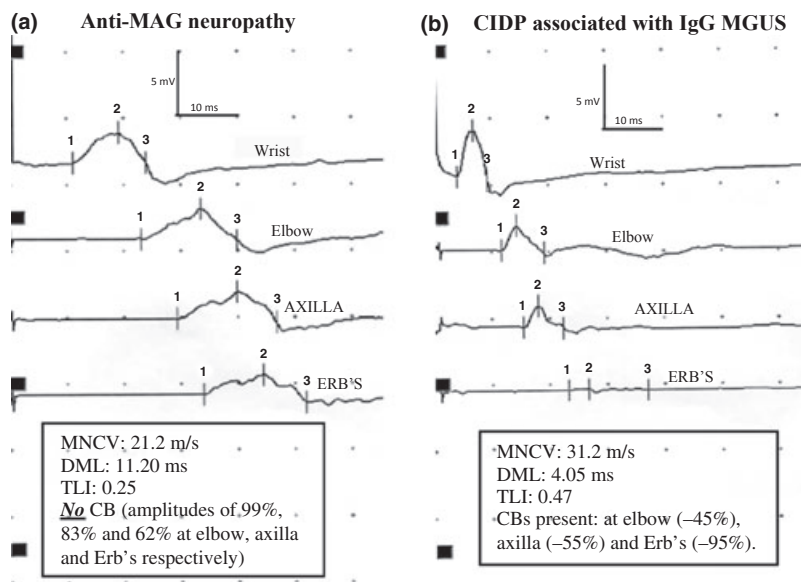 (a) Anti-MAG neuropathy
5 mV
10 ms
1 2 3
Wrist
1 2 3
Elbow
1 2 3
AXILLA
1 2 3
ERB'S
MNCV: 21.2 m/s
DML: 11.20 ms
TLI: 0.25
No CB (amplitudes of 99%,
83% and 62% at elbow, axilla
and Erb's respectively)
(b) CIDP associated with IgG MGUS
5 mV
10 ms
1 2 3
Wrist
1 2 3
Elbow
1 2 3
AXILLA
1 2 3
ERB'S
MNCV: 31.2 m/s
DML: 4.05 ms
TLI: 0.47
CBs present: at elbow (–45%),
axilla (–55%) and Erb's (–95%).